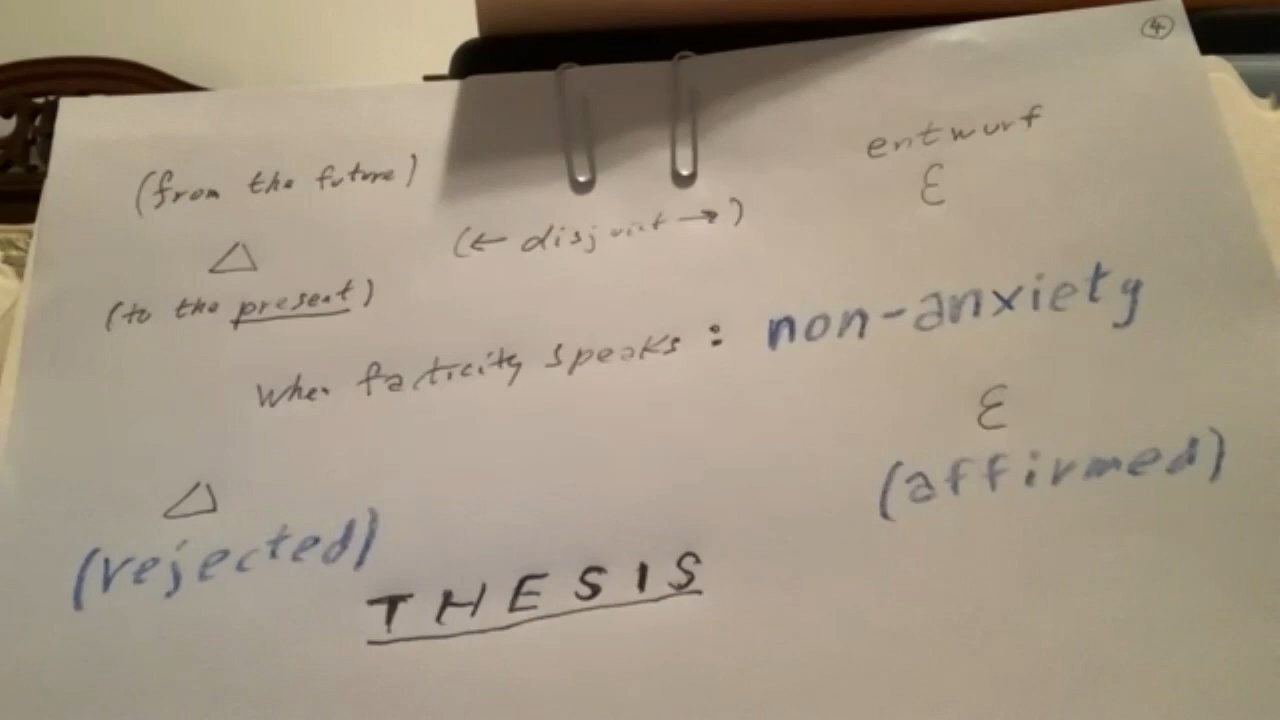 ④
(from the future)
entwurf
Δ
(← disjunct →)
ε
(to the present)
When facticity speaks : non-anxiety
Δ
ε
(rejected)
(affirmed)
THESIS